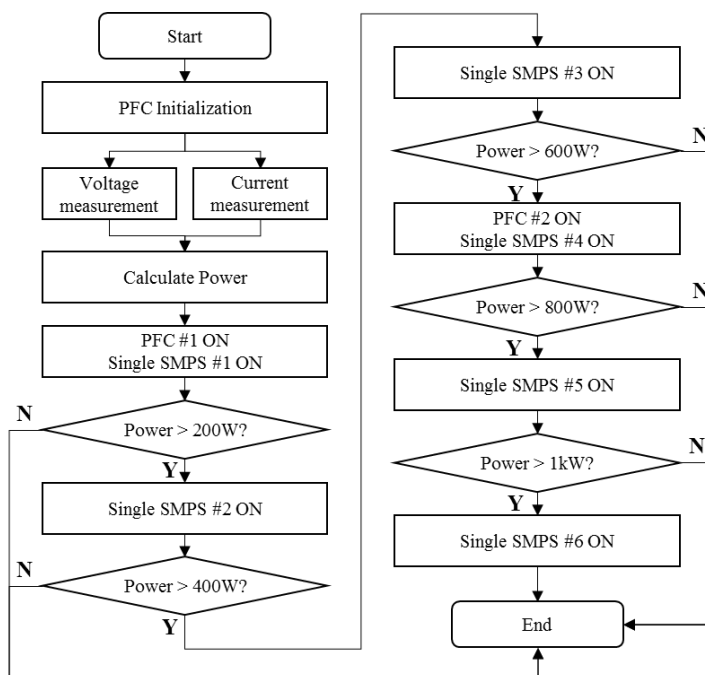 Start
PFC Initialization
Voltage
measurement
Current
measurement
Calculate Power
PFC #1 ON
Single SMPS #1 ON
N
Power > 200W?
Y
Single SMPS #2 ON
N
Power > 400W?
Y
Single SMPS #3 ON
N
Power > 600W?
Y
PFC #2 ON
Single SMPS #4 ON
N
Power > 800W?
Y
Single SMPS #5 ON
N
Power > 1kW?
Y
Single SMPS #6 ON
End